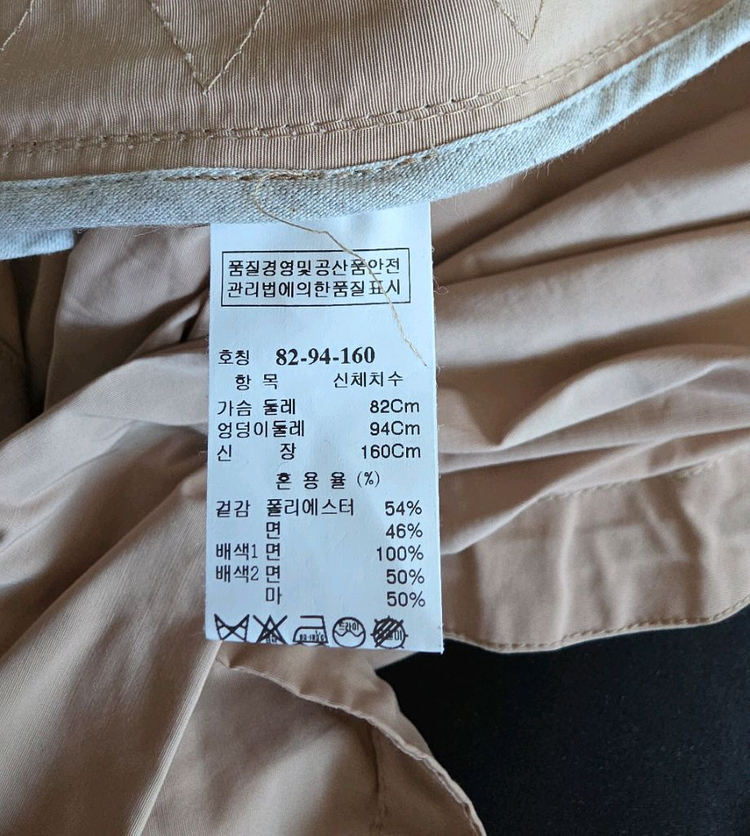 품질경영및공산품안전
관리법에의한품질표시
호칭 82-94-160
항 목 신체치수
가슴 둘레 82Cm
엉덩이둘레 94Cm
신 장 160Cm
혼 용 율 (%)
겉감 폴리에스터 54%
면 46%
배색1 면 100%
배색2 면 50%
마 50%
드라이